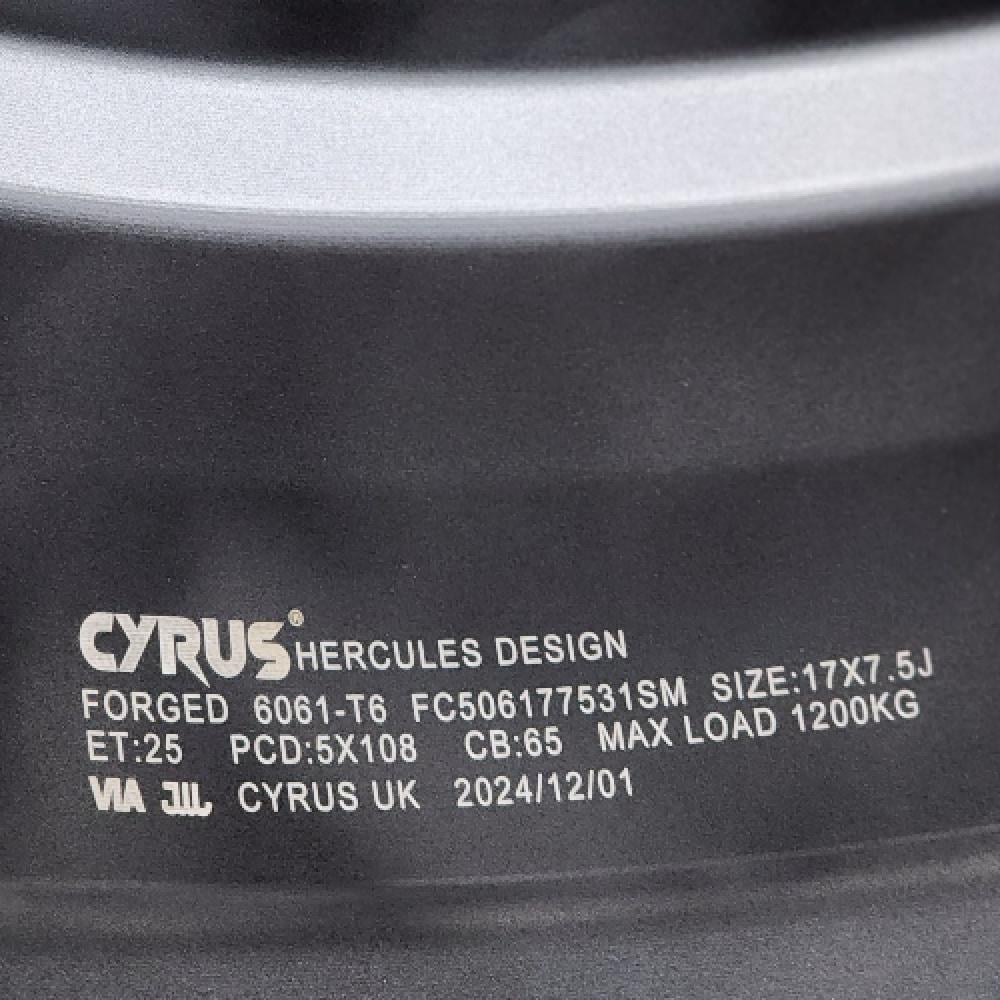 CYRUS® HERCULES DESIGN
FORGED 6061-T6 FC506177531SM SIZE:17X7.5J
ET:25 PCD:5X108 CB:65 MAX LOAD 1200KG
VIA JWL CYRUS UK 2024/12/01